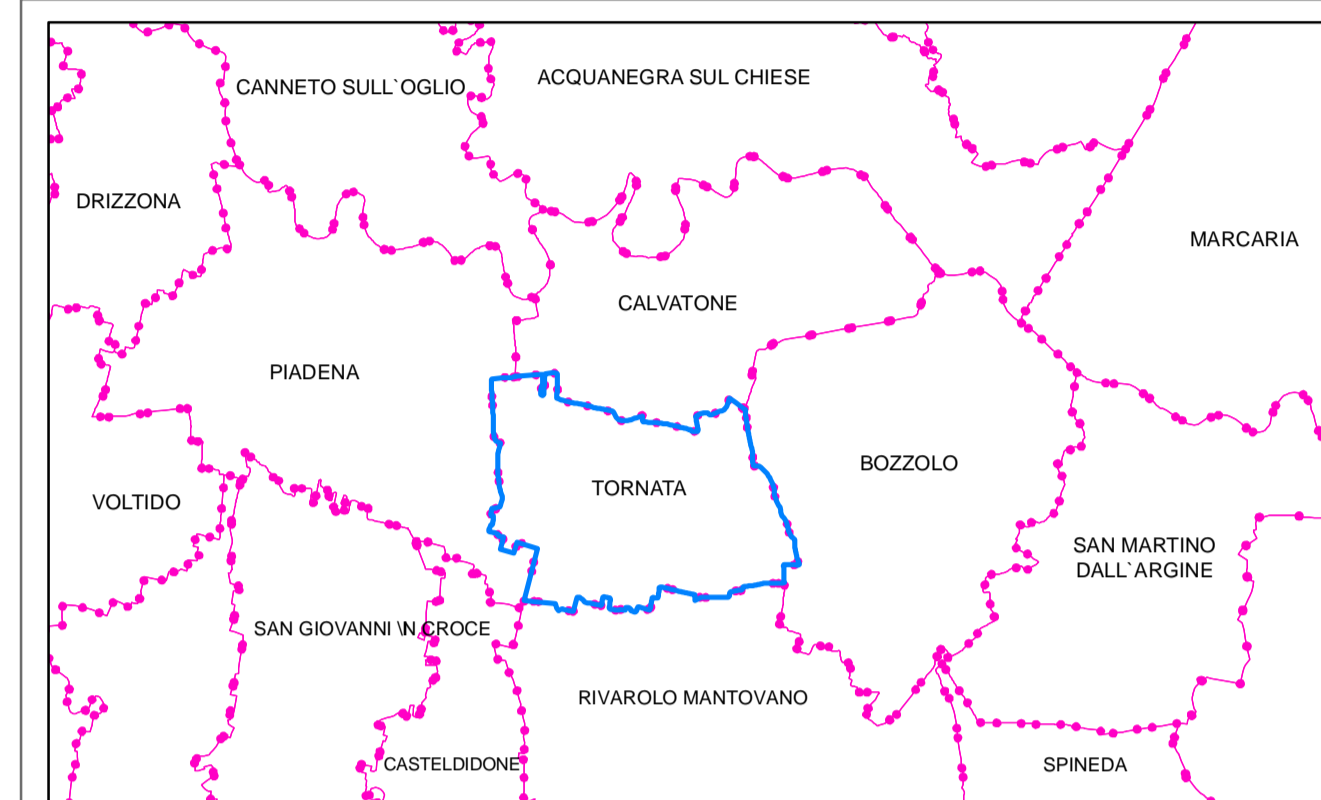 CANNETO SULL`OGLIO
ACQUANEGRA SUL CHIESE
DRIZZONA
MARCARIA
CALVATONE
PIADENA
BOZZOLO
TORNATA
VOLTIDO
SAN MARTINO
DALL`ARGINE
SAN GIOVANNI \N CROCE
RIVAROLO MANTOVANO
CASTELDIDONE
SPINEDA